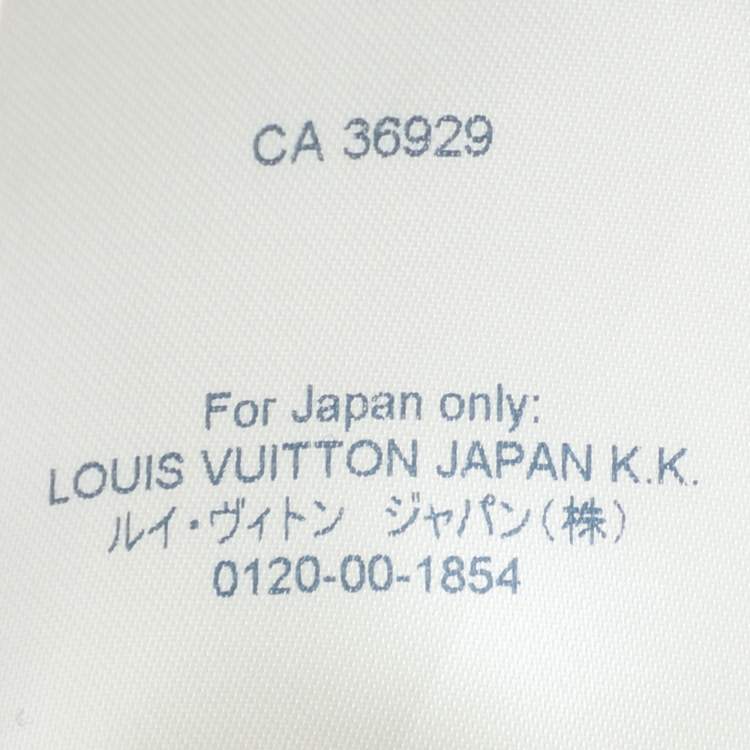 CA 36929
For Japan only:
LOUIS VUITTON JAPAN K.K.
ルイ・ヴィトン　ジャパン(株)
0120-00-1854